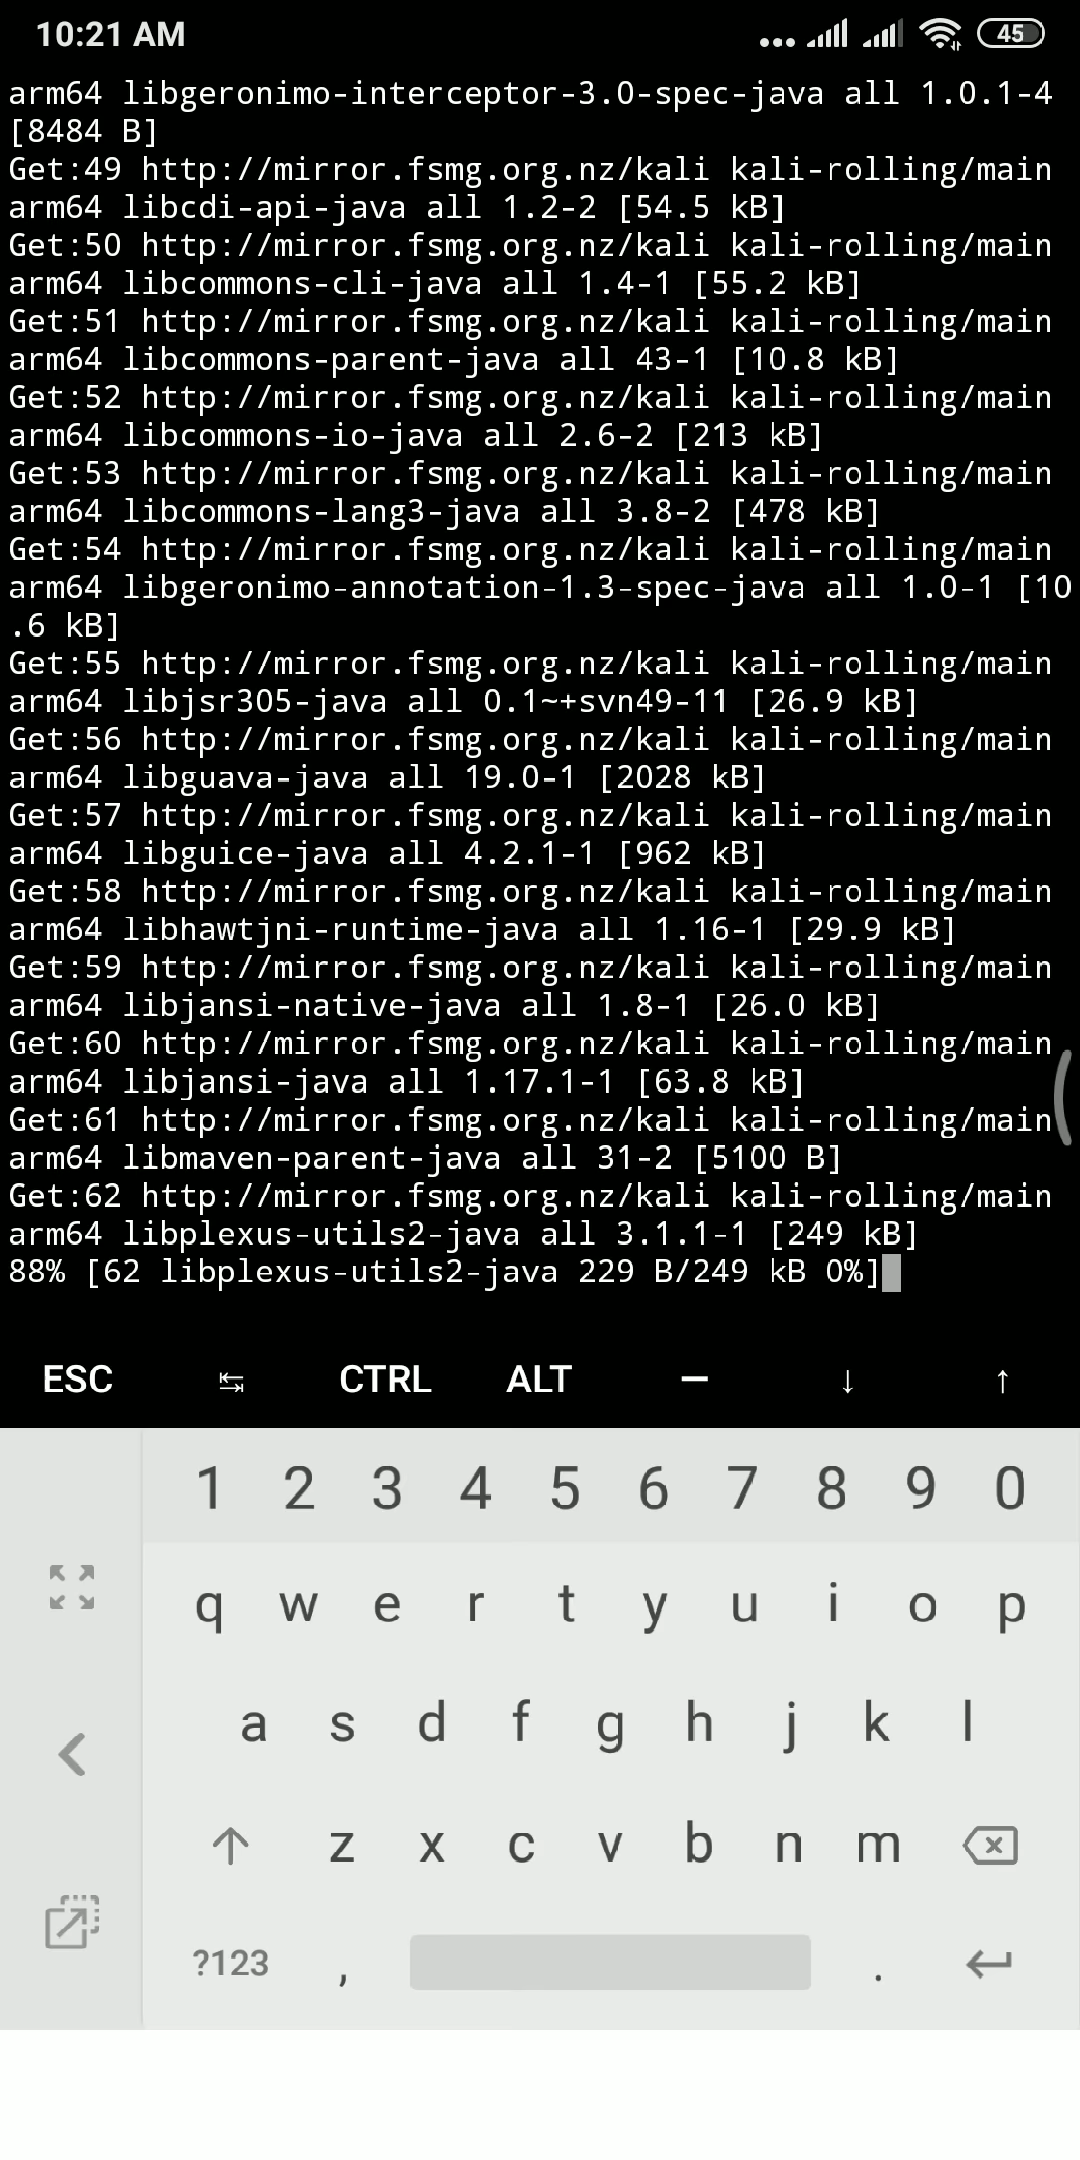 10:21 AM 45
arm64 libgeronimo-interceptor-3.0-spec-java all 1.0.1-4
[8484 B]
Get:49 http://mirror.fsmg.org.nz/kali kali-rolling/main
arm64 libcdi-api-java all 1.2-2 [54.5 kB]
Get:50 http://mirror.fsmg.org.nz/kali kali-rolling/main
arm64 libcommons-cli-java all 1.4-1 [55.2 kB]
Get:51 http://mirror.fsmg.org.nz/kali kali-rolling/main
arm64 libcommons-parent-java all 43-1 [10.8 kB]
Get:52 http://mirror.fsmg.org.nz/kali kali-rolling/main
arm64 libcommons-io-java all 2.6-2 [213 kB]
Get:53 http://mirror.fsmg.org.nz/kali kali-rolling/main
arm64 libcommons-lang3-java all 3.8-2 [478 kB]
Get:54 http://mirror.fsmg.org.nz/kali kali-rolling/main
arm64 libgeronimo-annotation-1.3-spec-java all 1.0-1 [10
.6 kB]
Get:55 http://mirror.fsmg.org.nz/kali kali-rolling/main
arm64 libjsr305-java all 0.1~+svn49-11 [26.9 kB]
Get:56 http://mirror.fsmg.org.nz/kali kali-rolling/main
arm64 libguava-java all 19.0-1 [2028 kB]
Get:57 http://mirror.fsmg.org.nz/kali kali-rolling/main
arm64 libguice-java all 4.2.1-1 [962 kB]
Get:58 http://mirror.fsmg.org.nz/kali kali-rolling/main
arm64 libhawtjni-runtime-java all 1.16-1 [29.9 kB]
Get:59 http://mirror.fsmg.org.nz/kali kali-rolling/main
arm64 libjansi-native-java all 1.8-1 [26.0 kB]
Get:60 http://mirror.fsmg.org.nz/kali kali-rolling/main
arm64 libjansi-java all 1.17.1-1 [63.8 kB]
Get:61 http://mirror.fsmg.org.nz/kali kali-rolling/main
arm64 libmaven-parent-java all 31-2 [5100 B]
Get:62 http://mirror.fsmg.org.nz/kali kali-rolling/main
arm64 libplexus-utils2-java all 3.1.1-1 [249 kB]
88% [62 libplexus-utils2-java 229 B/249 kB 0%]
ESC ↹ CTRL ALT — ↓ ↑
1 2 3 4 5 6 7 8 9 0
q w e r t y u i o p
a s d f g h j k l
z x c v b n m
?123 , .